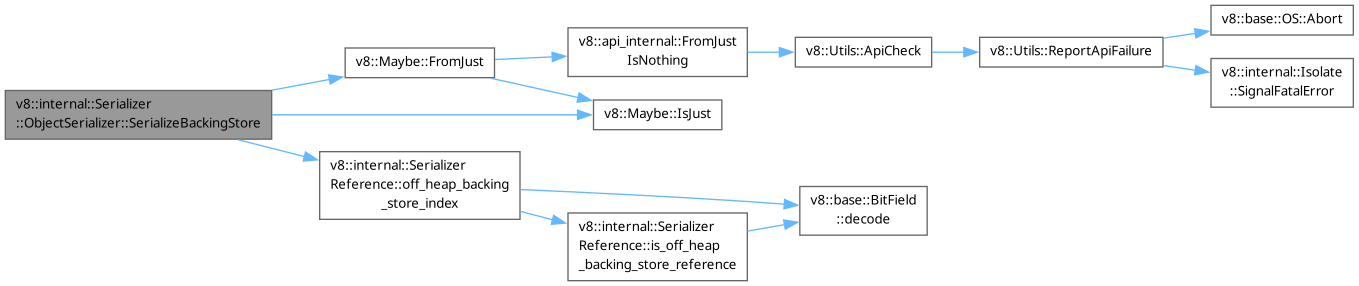 v8::internal::Serializer
::ObjectSerializer::SerializeBackingStore
v8::Maybe::FromJust
v8::api_internal::FromJust
IsNothing
v8::Utils::ApiCheck
v8::Utils::ReportApiFailure
v8::base::OS::Abort
v8::internal::Isolate
::SignalFatalError
v8::Maybe::IsJust
v8::internal::Serializer
Reference::off_heap_backing
_store_index
v8::internal::Serializer
Reference::is_off_heap
_backing_store_reference
v8::base::BitField
::decode